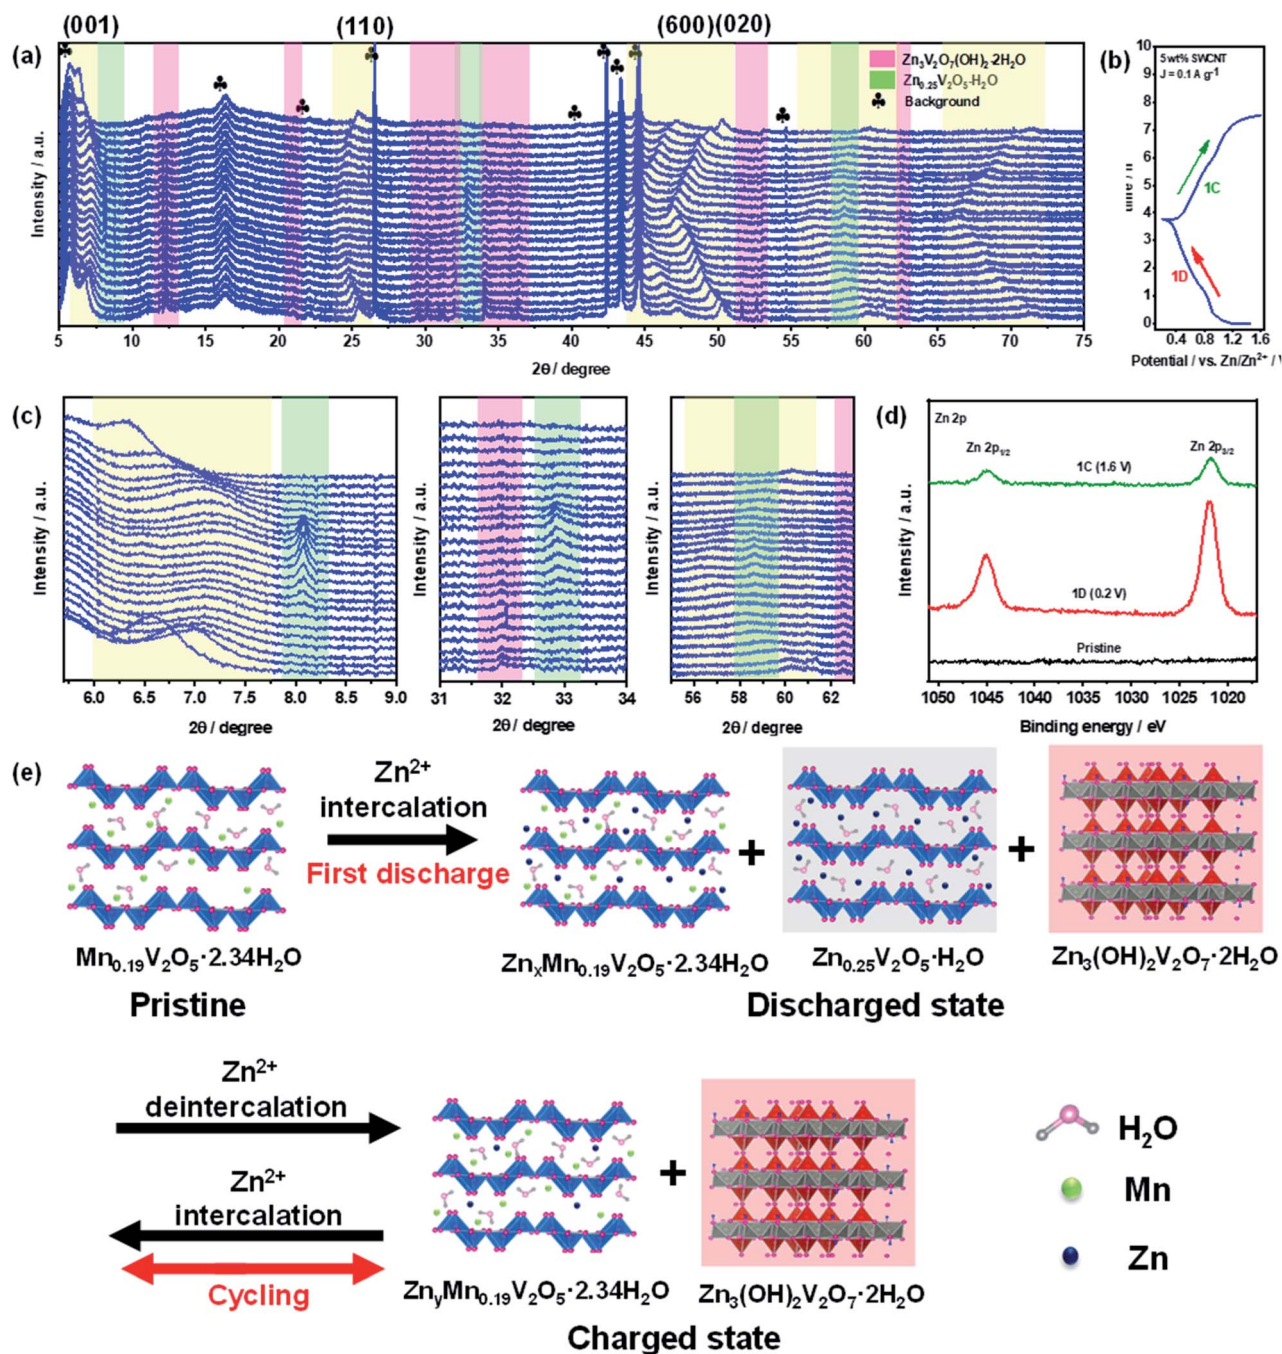 (001)
(110)
(600)(020)
(a)
Zn₃V₂O₇(OH)₂·2H₂O
Zn₀.₂₅V₂O₅·H₂O
Background
Intensity / a.u.
5 10 15 20 25 30 35 40 45 50 55 60 65 70 75
2θ / degree
(b)
5 wt% SWCNT
J = 0.1 A g⁻¹
10
9
8
7
6
5
4
3
2
1
0
1C
1D
0.4 0.8 1.2 1.6
Potential / vs. Zn/Zn²⁺ /
(c)
Intensity / a.u.
6.0 6.5 7.0 7.5 8.0 8.5 9.0
2θ / degree
Intensity / a.u.
31 32 33 34
2θ / degree
Intensity / a.u.
56 58 60 62
2θ / degree
(d)
Zn 2p
Zn 2p₁/₂
Zn 2p₃/₂
1C (1.6 V)
1D (0.2 V)
Pristine
Intensity / a.u.
1050 1045 1040 1035 1030 1025 1020
Binding energy / eV
(e)
Zn²⁺
intercalation
First discharge
+
+
Mn₀.₁₉V₂O₅·2.34H₂O
ZnₓMn₀.₁₉V₂O₅·2.34H₂O
Zn₀.₂₅V₂O₅·H₂O
Zn₃(OH)₂V₂O₇·2H₂O
Pristine
Discharged state
Zn²⁺
deintercalation
Zn²⁺
intercalation
Cycling
+
H₂O
Mn
Zn
ZnᵧMn₀.₁₉V₂O₅·2.34H₂O
Zn₃(OH)₂V₂O₇·2H₂O
Charged state